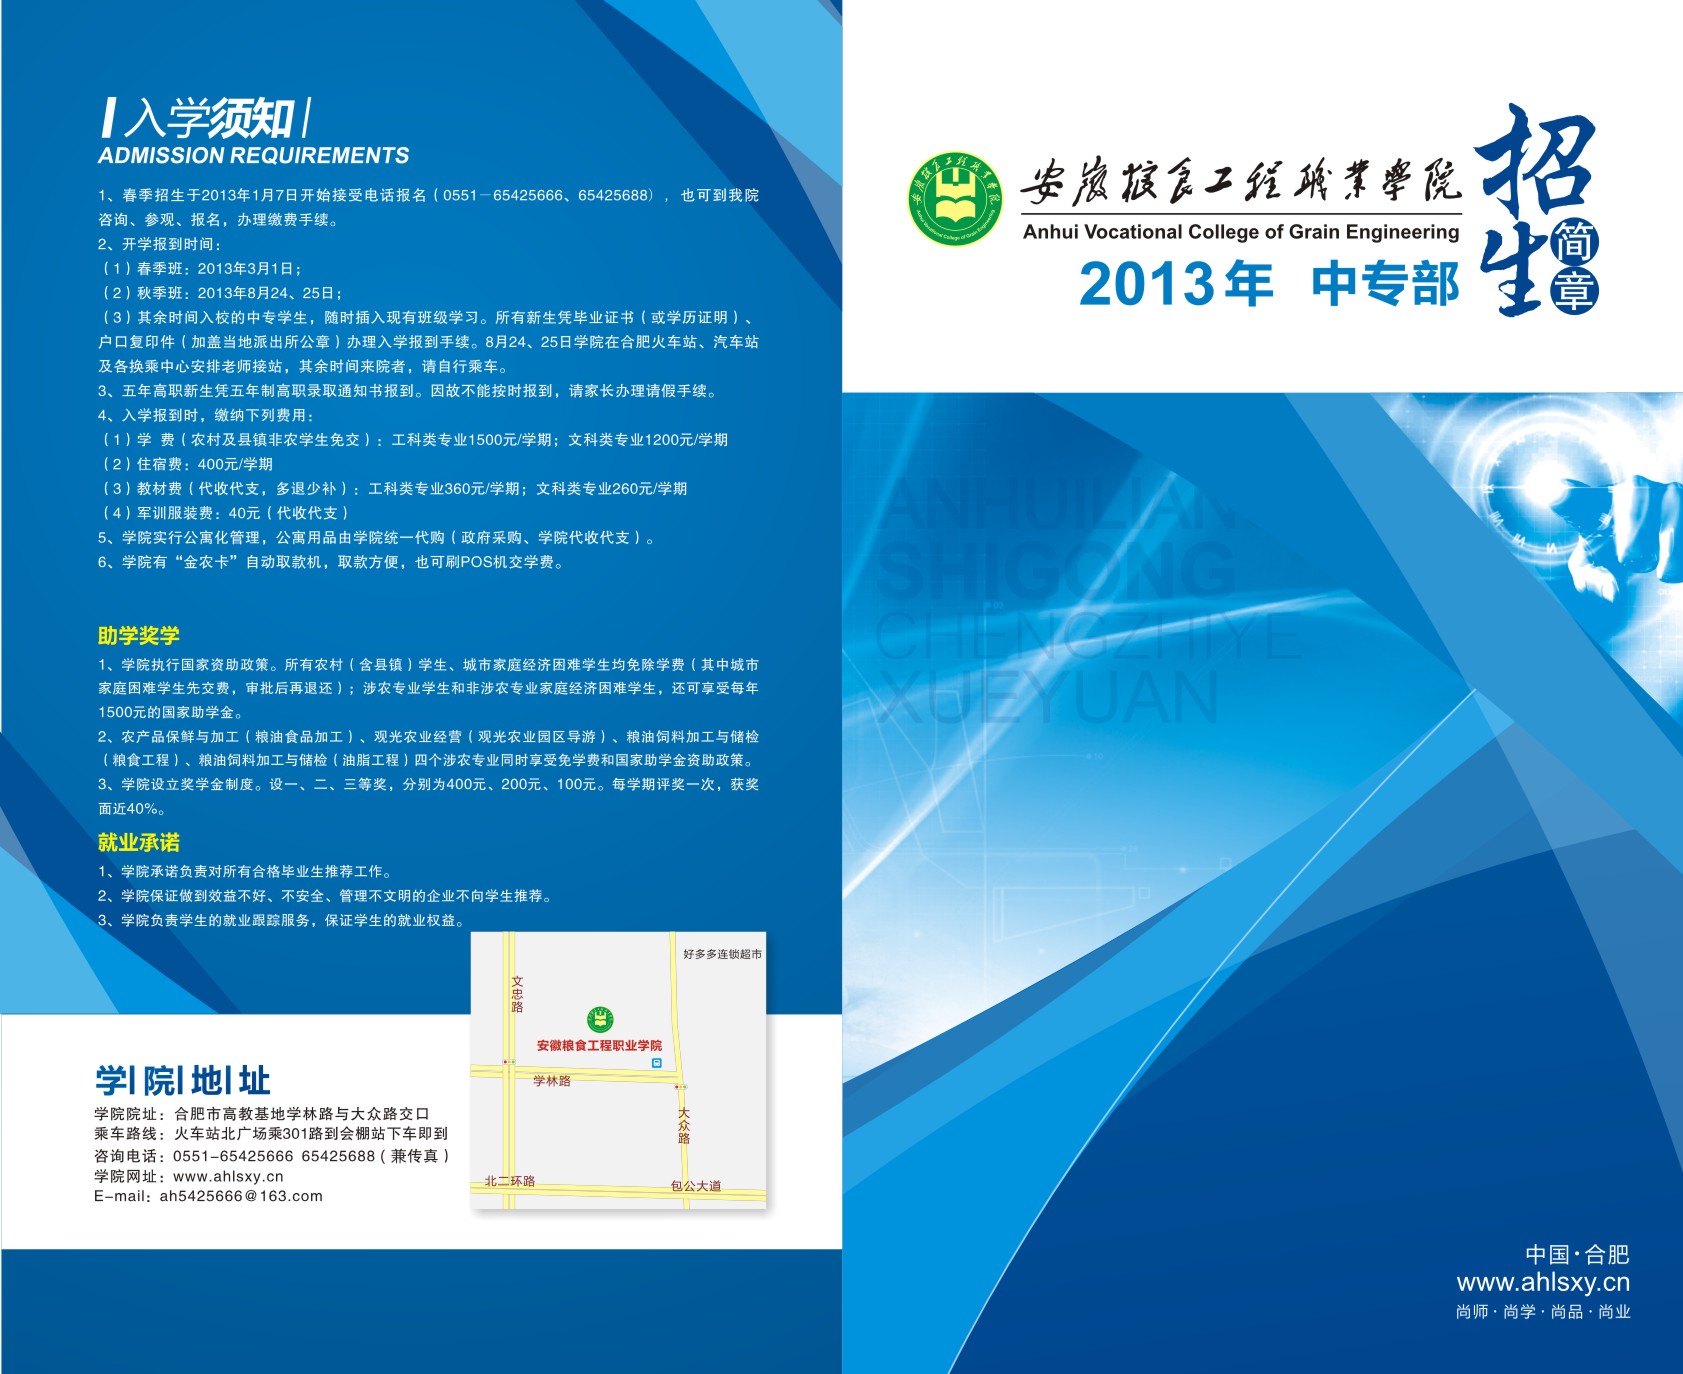 入学须知
ADMISSION REQUIREMENTS
1、春季招生于2013年1月7日开始接受电话报名（0551－65425666、65425688），也可到我院
咨询、参观、报名，办理缴费手续。
2、开学报到时间：
（1）春季班：2013年3月1日；
（2）秋季班：2013年8月24、25日；
（3）其余时间入校的中专学生，随时插入现有班级学习。所有新生凭毕业证书（或学历证明）、
户口复印件（加盖当地派出所公章）办理入学报到手续。8月24、25日学院在合肥火车站、汽车站
及各换乘中心安排老师接站，其余时间来院者，请自行乘车。
3、五年高职新生凭五年制高职录取通知书报到。因故不能按时报到，请家长办理请假手续。
4、入学报到时，缴纳下列费用：
（1）学 费（农村及县镇非农学生免交）：工科类专业1500元/学期；文科类专业1200元/学期
（2）住宿费：400元/学期
（3）教材费（代收代支，多退少补）：工科类专业360元/学期；文科类专业260元/学期
（4）军训服装费：40元（代收代支）
5、学院实行公寓化管理，公寓用品由学院统一代购（政府采购、学院代收代支）。
6、学院有“金农卡”自动取款机，取款方便，也可刷POS机交学费。
助学奖学
1、学院执行国家资助政策。所有农村（含县镇）学生、城市家庭经济困难学生均免除学费（其中城市
家庭困难学生先交费，审批后再退还）；涉农专业学生和非涉农专业家庭经济困难学生，还可享受每年
1500元的国家助学金。
2、农产品保鲜与加工（粮油食品加工）、观光农业经营（观光农业园区导游）、粮油饲料加工与储检
（粮食工程）、粮油饲料加工与储检（油脂工程）四个涉农专业同时享受免学费和国家助学金资助政策。
3、学院设立奖学金制度。设一、二、三等奖，分别为400元、200元、100元。每学期评奖一次，获奖
面近40%。
就业承诺
1、学院承诺负责对所有合格毕业生推荐工作。
2、学院保证做到效益不好、不安全、管理不文明的企业不向学生推荐。
3、学院负责学生的就业跟踪服务，保证学生的就业权益。
好多多连锁超市
文忠路
安徽粮食工程职业学院
学林路
大众路
北二环路
包公大道
学院地址
学院院址：合肥市高教基地学林路与大众路交口
乘车路线：火车站北广场乘301路到会棚站下车即到
咨询电话：0551-65425666 65425688（兼传真）
学院网址：www.ahlsxy.cn
E-mail：ah5425666@163.com
安徽粮食工程職業學院
Anhui Vocational College of Grain Engineering
2013年 中专部
招生
简章
安徽粮食工程職业学院
Anhui Vocational College of Grain Engineering
ANHUILIAN
SHIGONG
CHENGZHIYE
XUEYUAN
中国·合肥
www.ahlsxy.cn
尚师·尚学·尚品·尚业